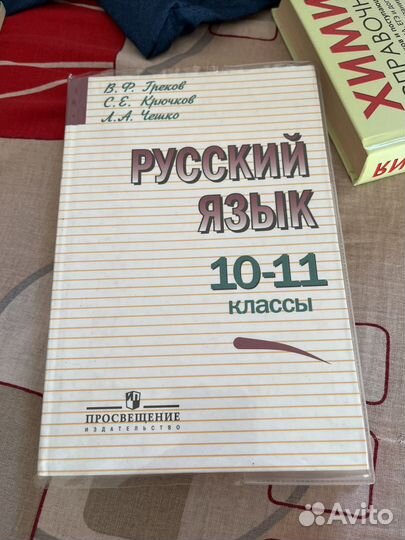 В. Ф. Греков
С. Е. Крючков
Л. А. Чешко
РУССКИЙ
ЯЗЫК
10-11
классы
ПРОСВЕЩЕНИЕ
ИЗДАТЕЛЬСТВО
ХИМИ
СПРАВОЧН
Avito